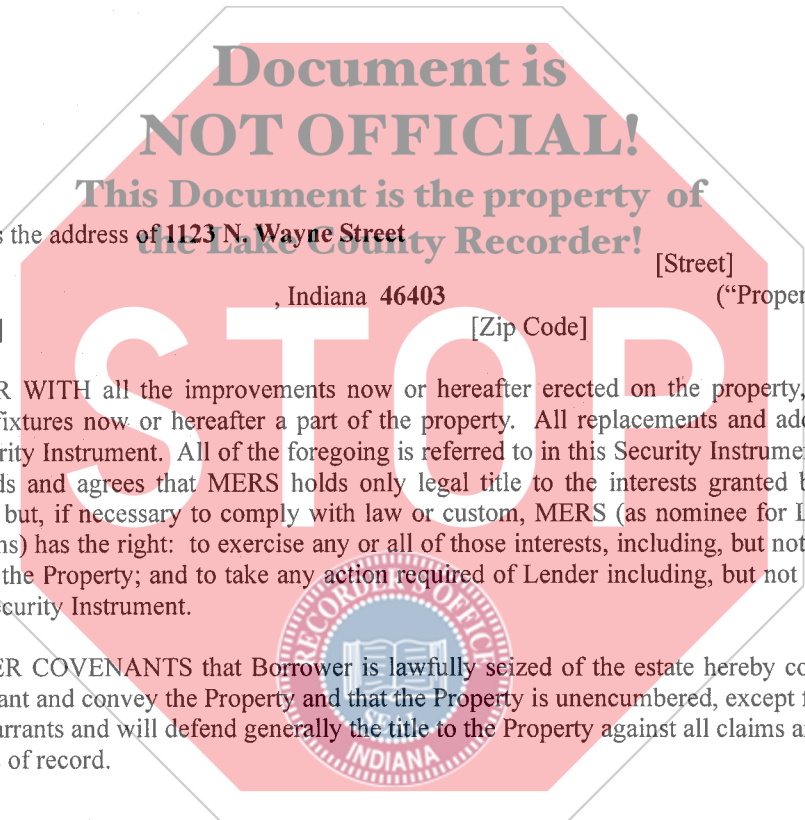 Document is
NOT OFFICIAL!
This Document is the property of
the Lake County Recorder!
s the address of 1123 N. Wayne Street
[Street]
, Indiana 46403 (“Proper
] [Zip Code]
STOP
R WITH all the improvements now or hereafter erected on the property,
fixtures now or hereafter a part of the property. All replacements and add
rity Instrument. All of the foregoing is referred to in this Security Instrumen
ds and agrees that MERS holds only legal title to the interests granted b
but, if necessary to comply with law or custom, MERS (as nominee for L
ns) has the right: to exercise any or all of those interests, including, but not
the Property; and to take any action required of Lender including, but not
ecurity Instrument.
RECORDER'S OFFICE
SEAL
INDIANA
ER COVENANTS that Borrower is lawfully seized of the estate hereby co
ant and convey the Property and that the Property is unencumbered, except f
arrants and will defend generally the title to the Property against all claims a
of record.